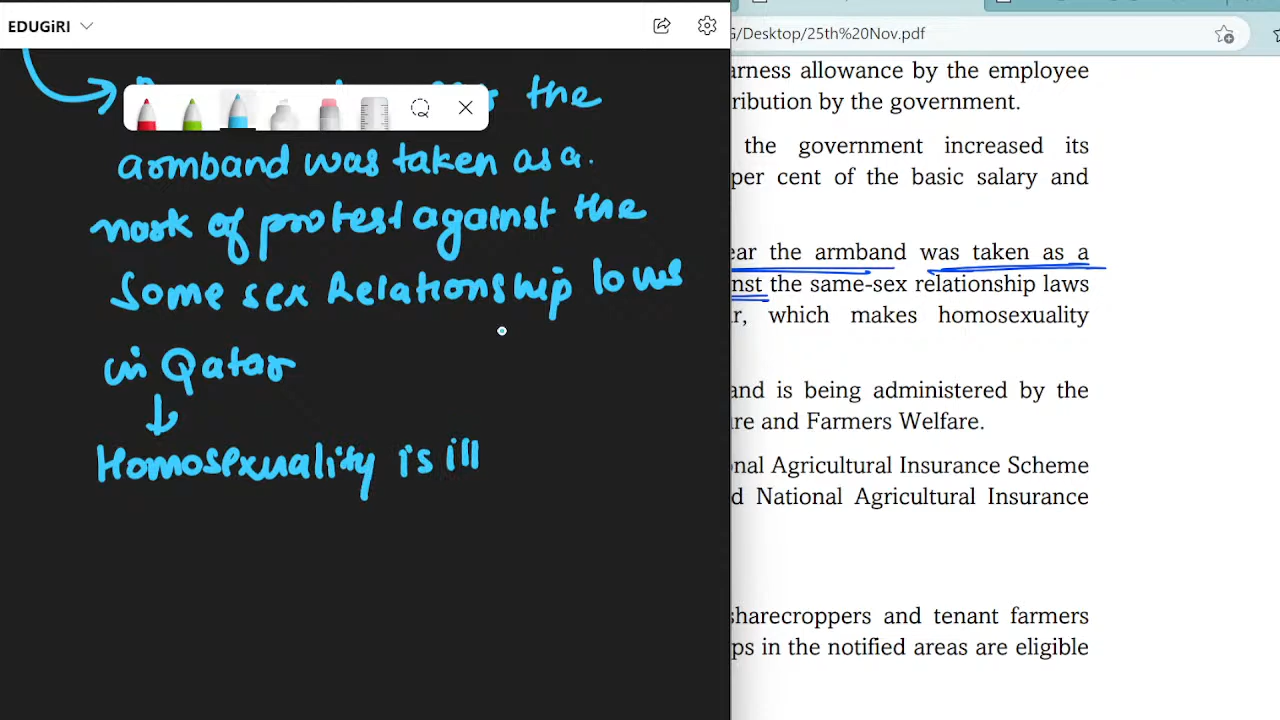 EDUGiRI
the
armband was taken as a.
mark of protest against the
Some sex Relationship laws
in Qatar
Homosexuality is ill
G/Desktop/25th%20Nov.pdf
earness allowance by the employee
ribution by the government.
the government increased its
per cent of the basic salary and
ear the armband was taken as a
nst the same-sex relationship laws
r, which makes homosexuality
and is being administered by the
re and Farmers Welfare.
onal Agricultural Insurance Scheme
d National Agricultural Insurance
sharecroppers and tenant farmers
ps in the notified areas are eligible